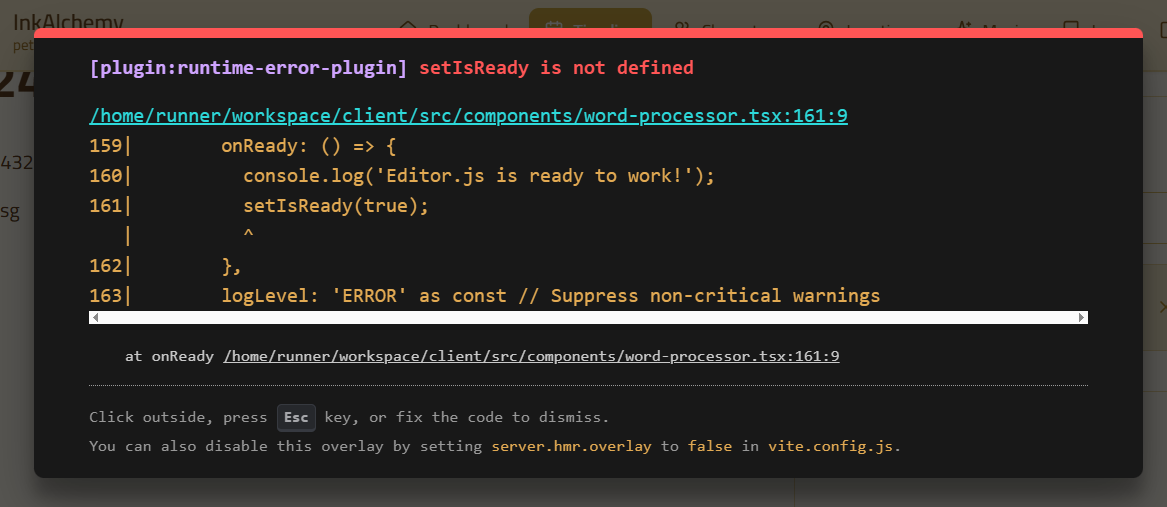 InkAlchemy
[plugin:runtime-error-plugin] setIsReady is not defined
/home/runner/workspace/client/src/components/word-processor.tsx:161:9
159|        onReady: () => {
160|          console.log('Editor.js is ready to work!');
161|          setIsReady(true);
   |          ^
162|        },
163|        logLevel: 'ERROR' as const // Suppress non-critical warnings
at onReady /home/runner/workspace/client/src/components/word-processor.tsx:161:9
Click outside, press Esc key, or fix the code to dismiss.
You can also disable this overlay by setting server.hmr.overlay to false in vite.config.js.
pet
24
432
sg